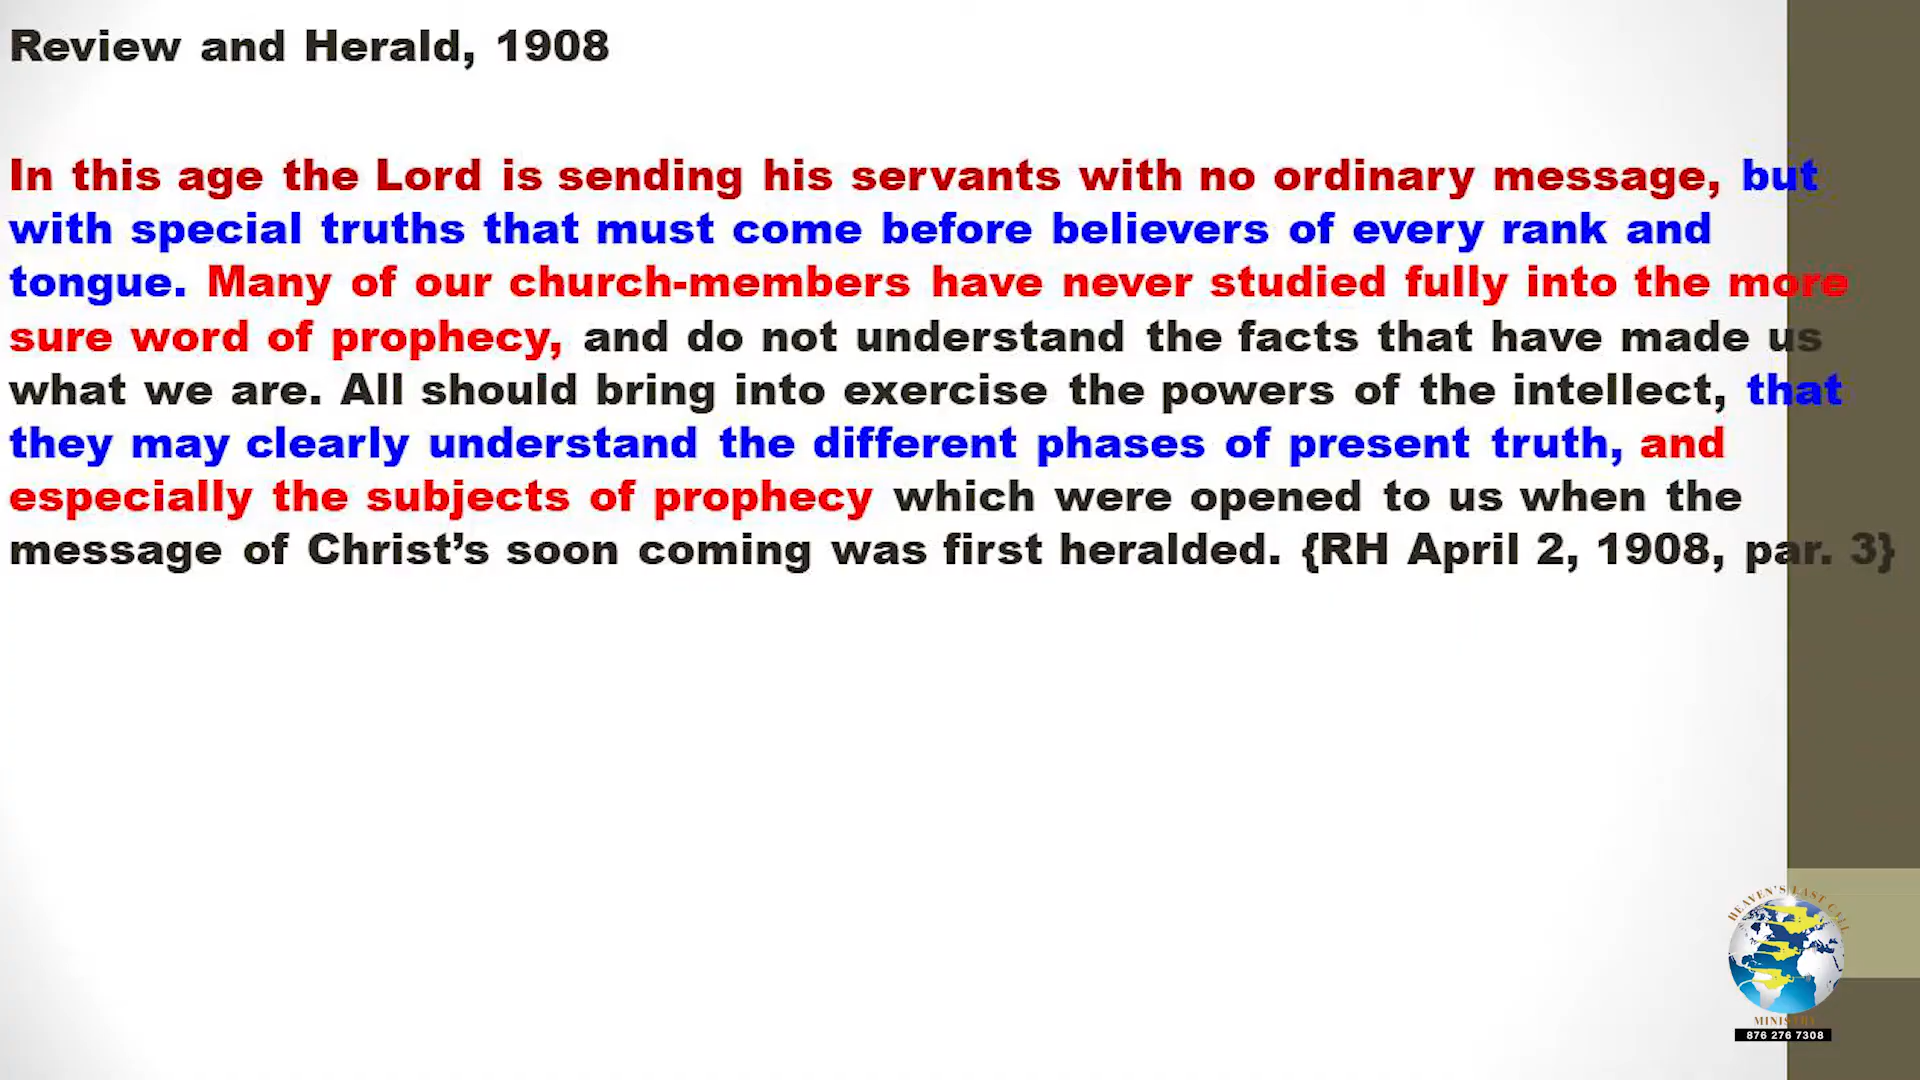 Review and Herald, 1908
In this age the Lord is sending his servants with no ordinary message, but
with special truths that must come before believers of every rank and
tongue. Many of our church-members have never studied fully into the more
sure word of prophecy, and do not understand the facts that have made us
what we are. All should bring into exercise the powers of the intellect, that
they may clearly understand the different phases of present truth, and
especially the subjects of prophecy which were opened to us when the
message of Christ’s soon coming was first heralded. {RH April 2, 1908, par. 3}
HEAVEN'S LAST CALL
MINISTRY
876 276 7308